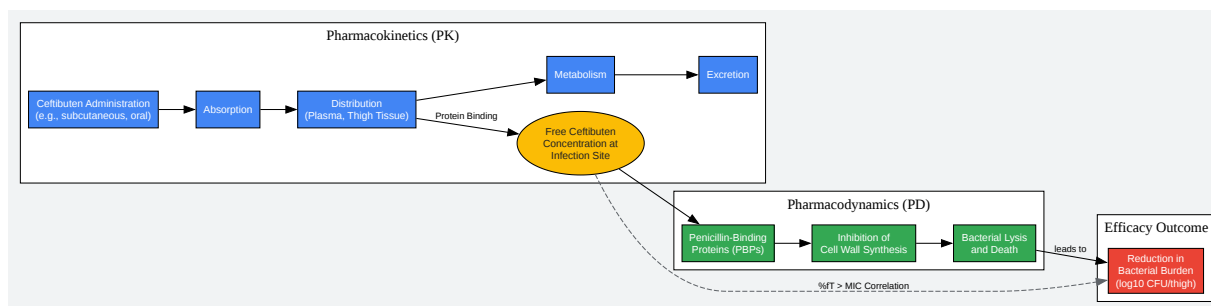 Pharmacokinetics (PK)
Ceftibuten Administration
(e.g., subcutaneous, oral)
Absorption
Distribution
(Plasma, Thigh Tissue)
Metabolism
Excretion
Protein Binding
Free Ceftibuten
Concentration at
Infection Site
Pharmacodynamics (PD)
Penicillin-Binding
Proteins (PBPs)
Inhibition of
Cell Wall Synthesis
Bacterial Lysis
and Death
leads to
Efficacy Outcome
Reduction in
Bacterial Burden
(log10 CFU/thigh)
%fT > MIC Correlation